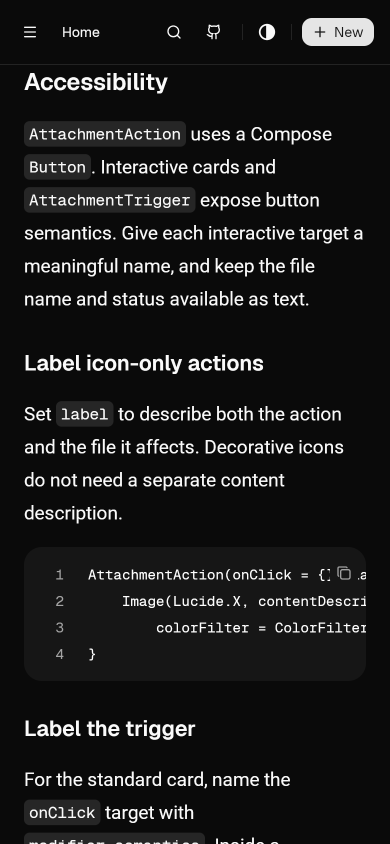 Home
New
Accessibility
AttachmentAction uses a Compose
Button. Interactive cards and
AttachmentTrigger expose button
semantics. Give each interactive target a
meaningful name, and keep the file
name and status available as text.
Label icon-only actions
Set label to describe both the action
and the file it affects. Decorative icons
do not need a separate content
description.
1 AttachmentAction(onClick = {}
2 Image(Lucide.X, contentDescri
3 colorFilter = ColorFilter
4 }
Label the trigger
For the standard card, name the
onClick target with
modifier.semantics. Inside a